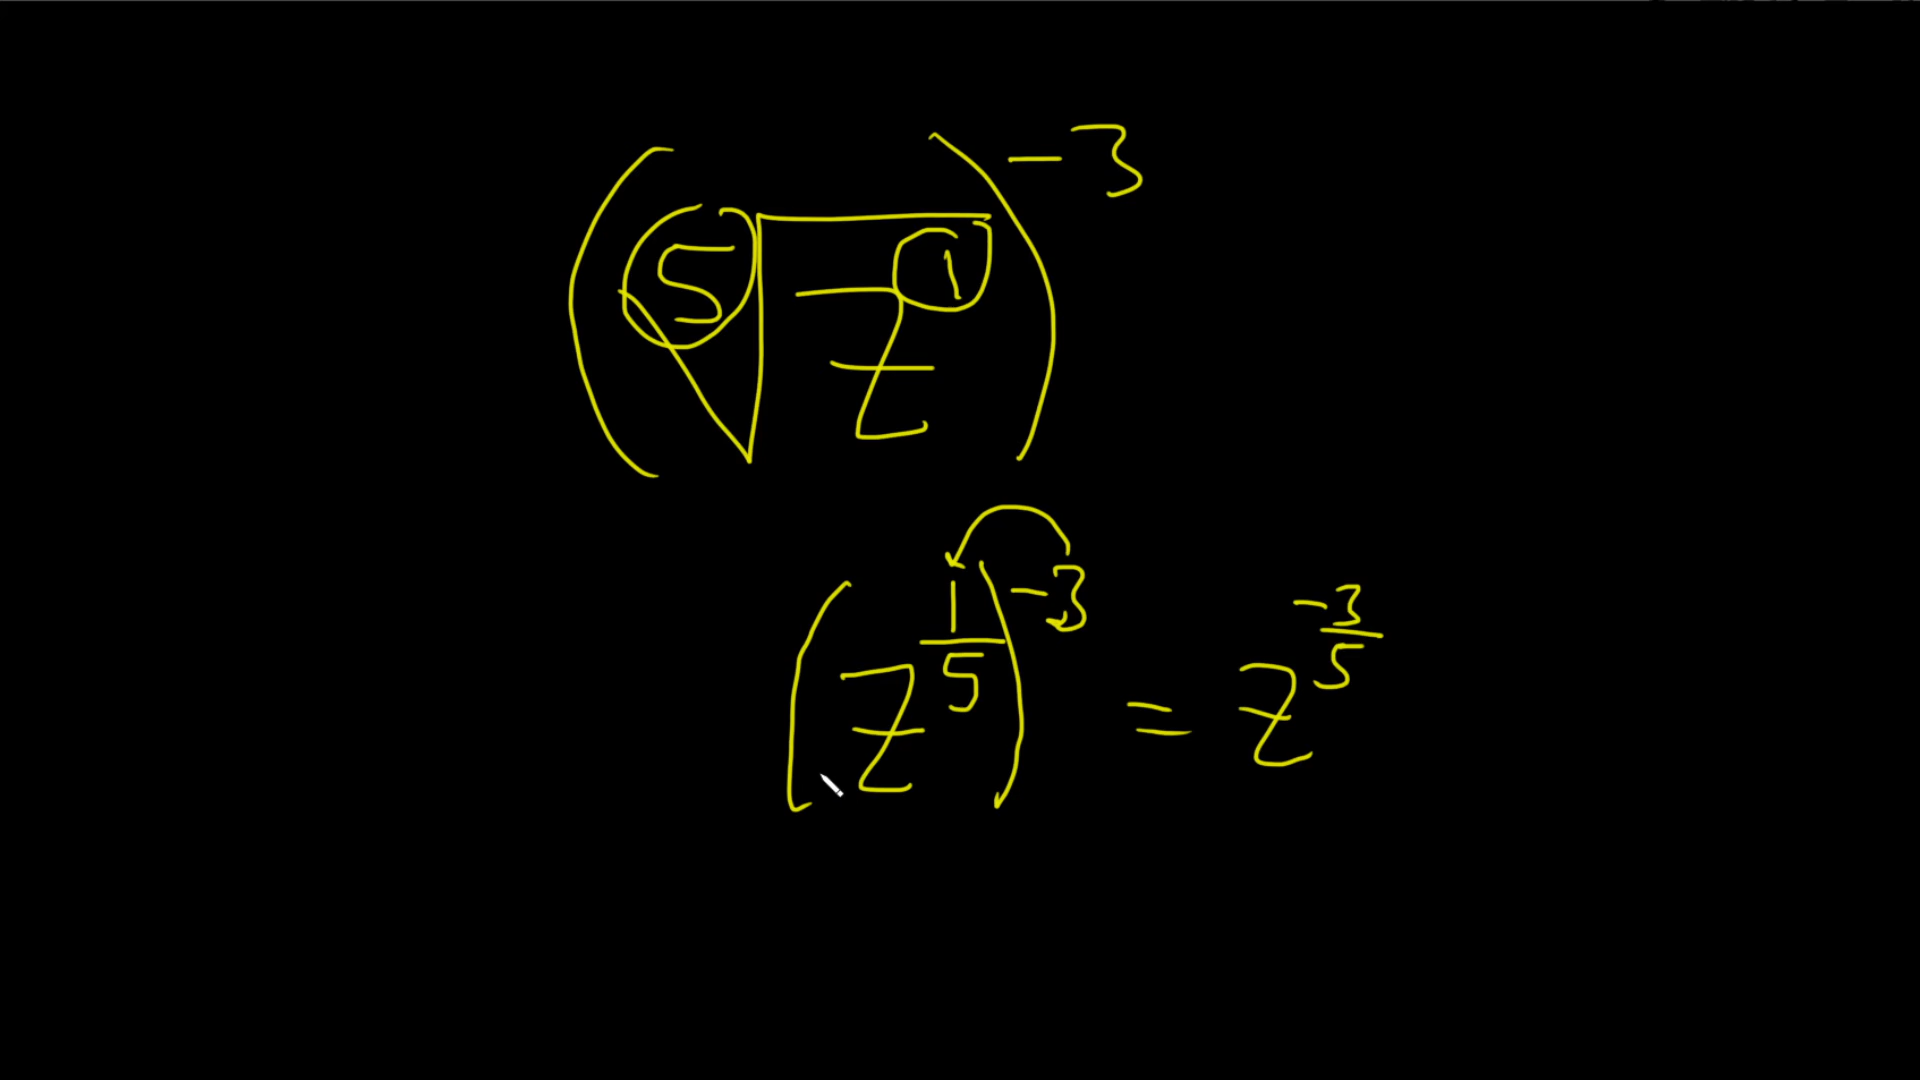 (⁵√z¹)⁻³
(z^(1/5))⁻³ = z^(-3/5)